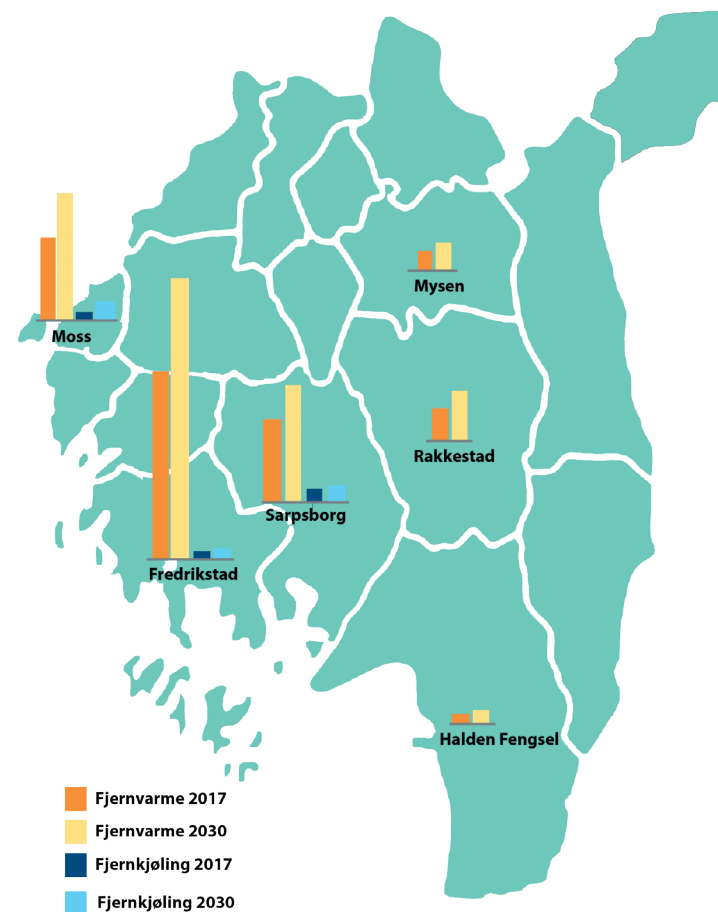 Mysen
Moss
Rakkestad
Sarpsborg
Fredrikstad
Halden Fengsel
Fjernvarme 2017
Fjernvarme 2030
Fjernkjøling 2017
Fjernkjøling 2030